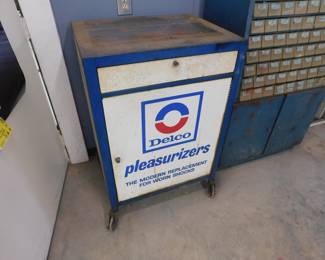 Delco
pleasurizers
THE MODERN REPLACEMENT
FOR WORN SHOCKS